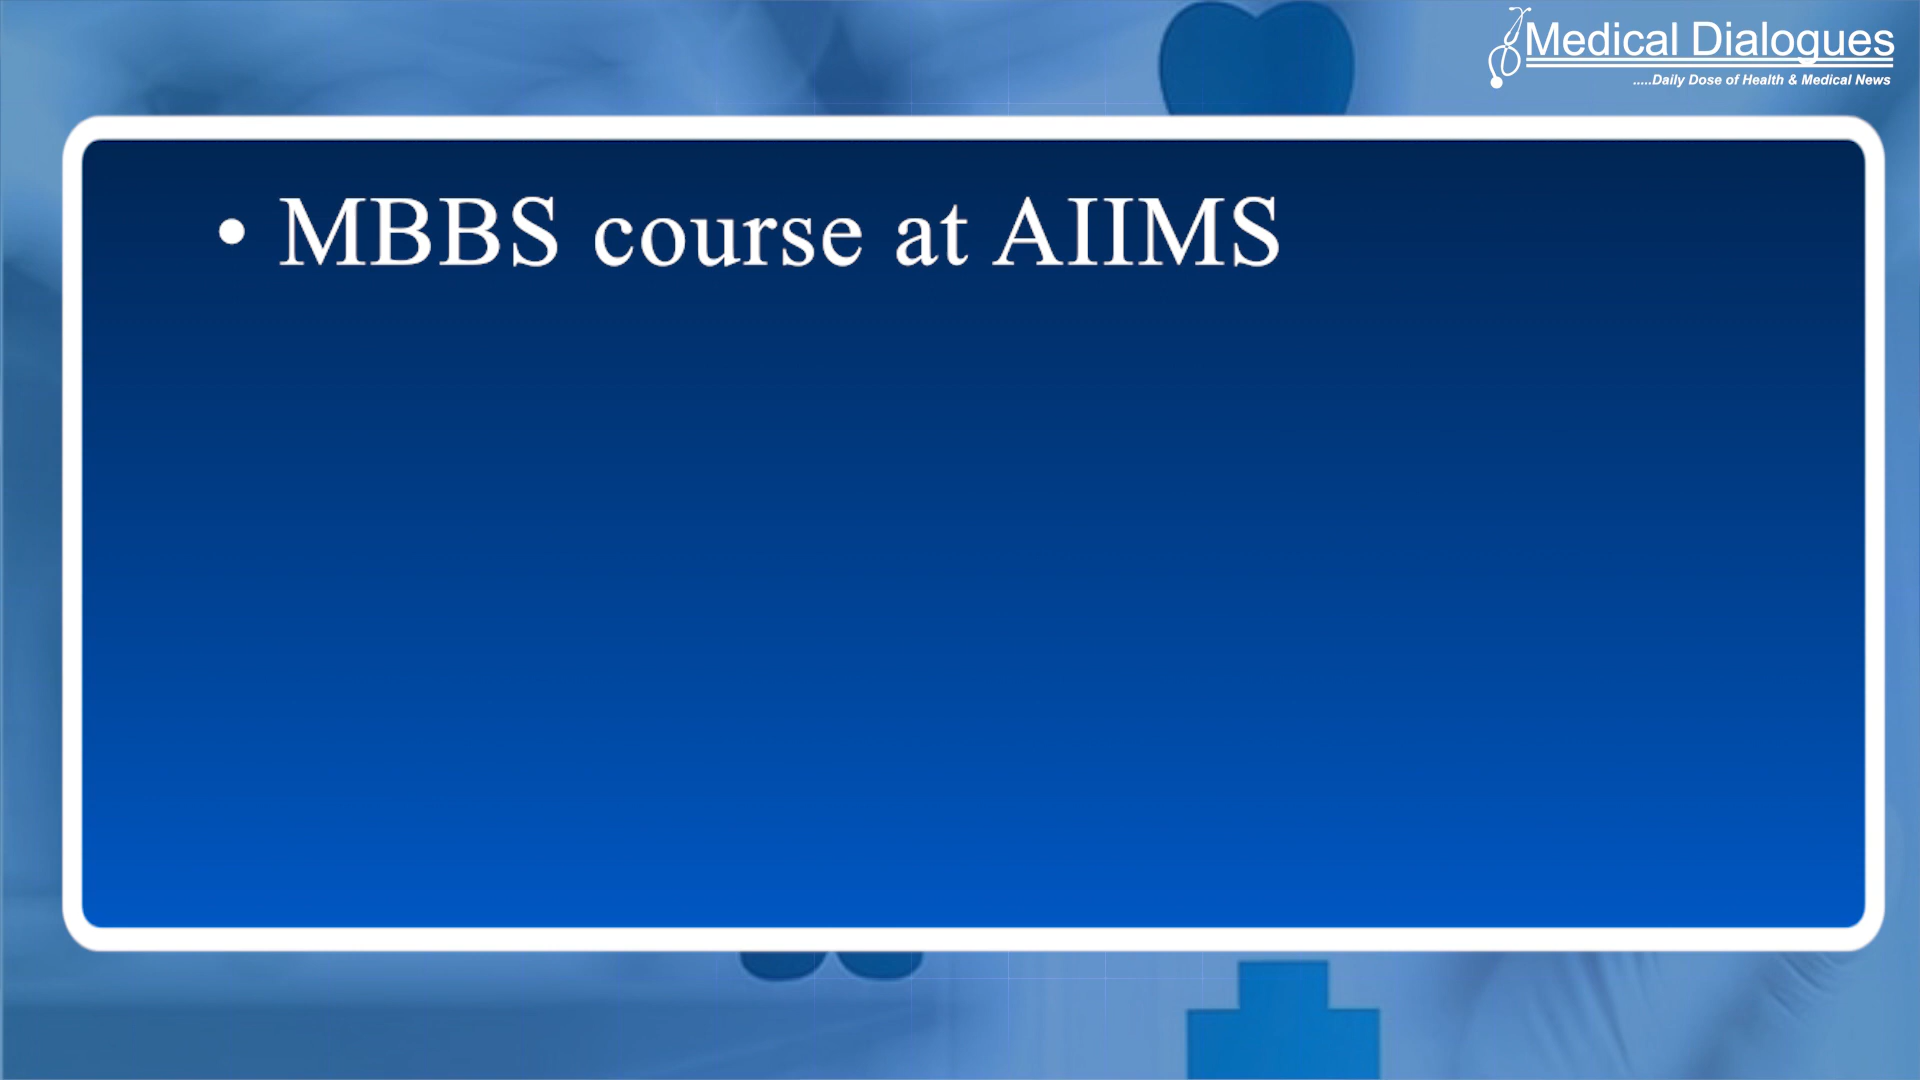 Medical Dialogues
.....Daily Dose of Health & Medical News
• MBBS course at AIIMS